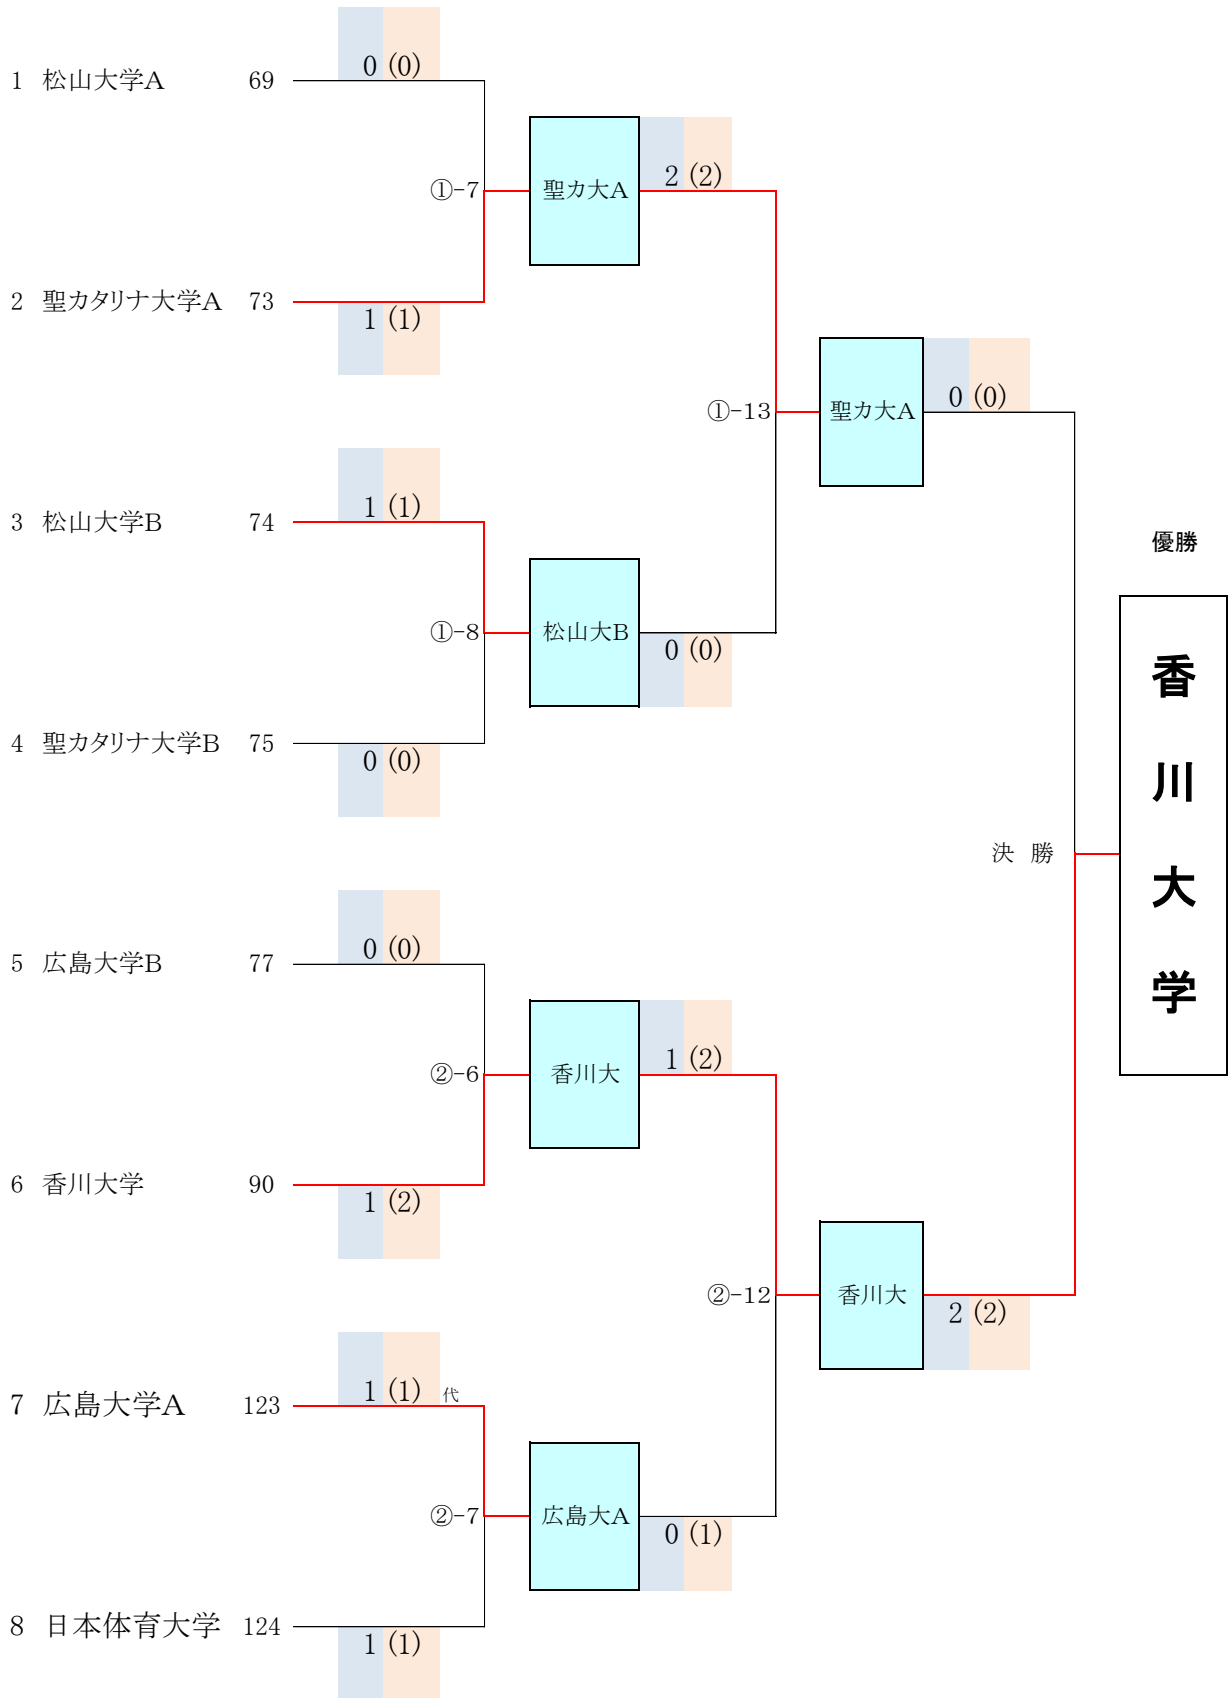 0 (0)
1 松山大学A 69
①-7 聖カ大A 2 (2)
2 聖カタリナ大学A 73
1 (1)
①-13 聖カ大A 0 (0)
1 (1)
3 松山大学B 74
①-8 松山大B 0 (0)
4 聖カタリナ大学B 75
0 (0)
優勝
香川大学
決 勝
0 (0)
5 広島大学B 77
②-6 香川大 1 (2)
6 香川大学 90
1 (2)
②-12 香川大 2 (2)
1 (1) 代
7 広島大学A 123
②-7 広島大A 0 (1)
8 日本体育大学 124
1 (1)